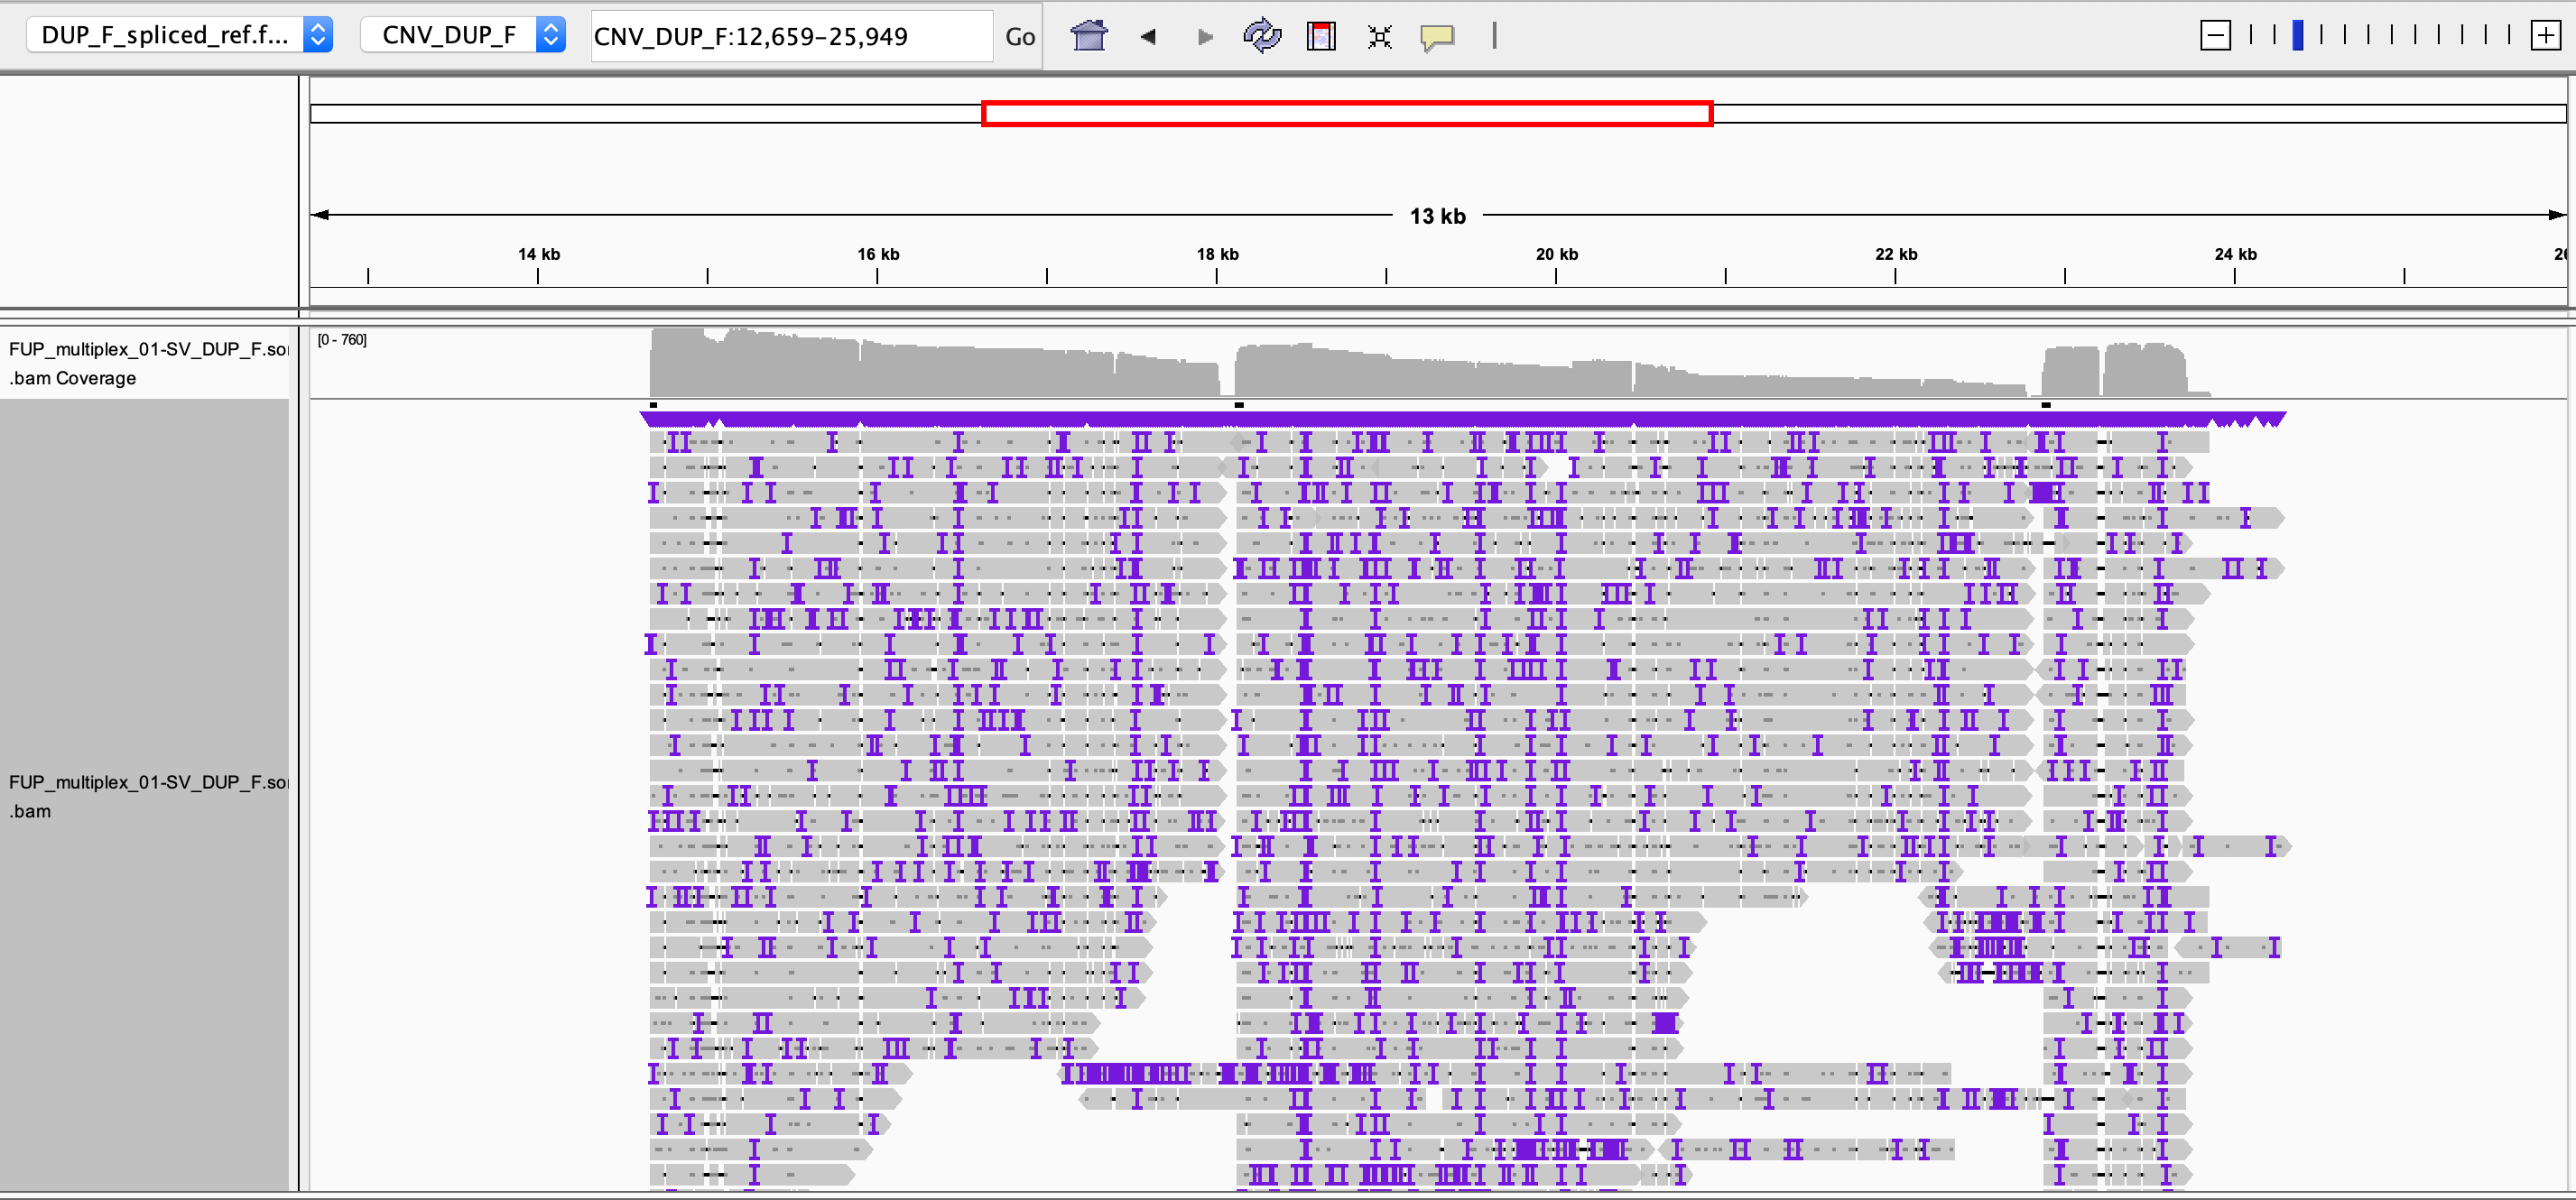 DUP_F_spliced_ref.f... CNV_DUP_F CNV_DUP_F:12,659-25,949 Go
13 kb
14 kb 16 kb 18 kb 20 kb 22 kb 24 kb
[0 - 760]
FUP_multiplex_01-SV_DUP_F.so
.bam Coverage
FUP_multiplex_01-SV_DUP_F.so
.bam